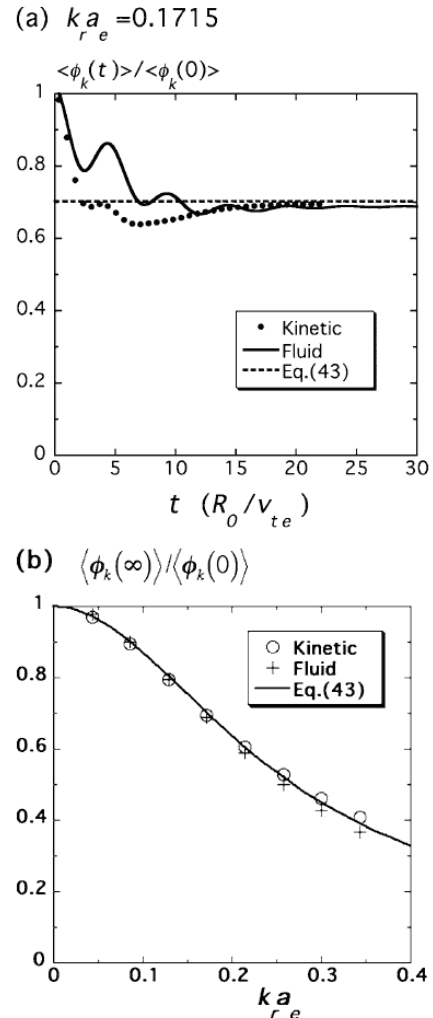 (a) k_r a_e =0.1715
<ϕ_k(t)>/<ϕ_k(0)>
1
0.8
0.6
0.4
0.2
0
Kinetic
Fluid
Eq.(43)
0 5 10 15 20 25 30
t (R_0/v_te)
(b) ⟨ϕ_k(∞)⟩/⟨ϕ_k(0)⟩
1
0.8
0.6
0.4
0.2
0
Kinetic
Fluid
Eq.(43)
0 0.1 0.2 0.3 0.4
k_r a_e